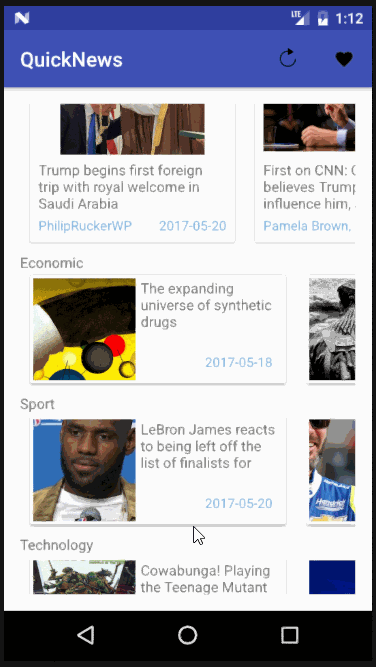 LTE 1:12
QuickNews
Trump begins first foreign
trip with royal welcome in
Saudi Arabia
PhilipRuckerWP 2017-05-20
First on CNN:
believes Trump
influence him,
Pamela Brown,
Economic
The expanding
universe of synthetic
drugs
2017-05-18
Sport
LeBron James reacts
to being left off the
list of finalists for
2017-05-20
Technology
Cowabunga! Playing
the Teenage Mutant